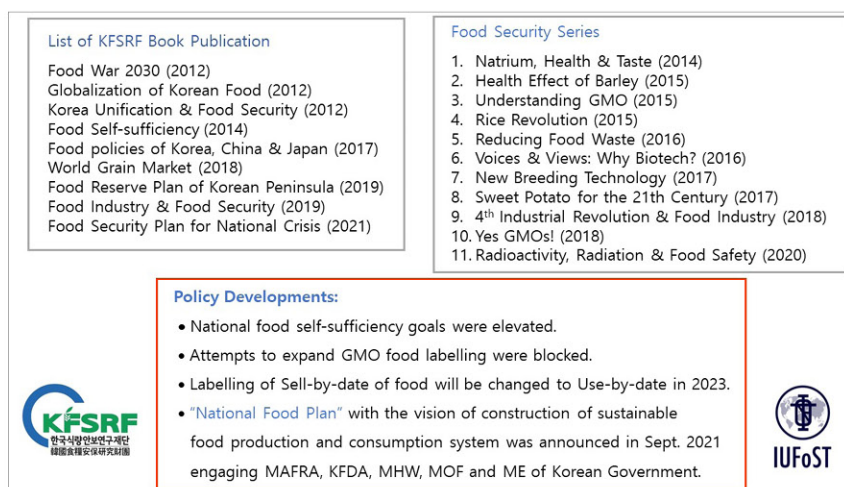 List of KFSRF Book Publication
Food War 2030 (2012)
Globalization of Korean Food (2012)
Korea Unification & Food Security (2012)
Food Self-sufficiency (2014)
Food policies of Korea, China & Japan (2017)
World Grain Market (2018)
Food Reserve Plan of Korean Peninsula (2019)
Food Industry & Food Security (2019)
Food Security Plan for National Crisis (2021)
Food Security Series
1. Natrium, Health & Taste (2014)
2. Health Effect of Barley (2015)
3. Understanding GMO (2015)
4. Rice Revolution (2015)
5. Reducing Food Waste (2016)
6. Voices & Views: Why Biotech? (2016)
7. New Breeding Technology (2017)
8. Sweet Potato for the 21th Century (2017)
9. 4th Industrial Revolution & Food Industry (2018)
10. Yes GMOs! (2018)
11. Radioactivity, Radiation & Food Safety (2020)
Policy Developments:
• National food self-sufficiency goals were elevated.
• Attempts to expand GMO food labelling were blocked.
• Labelling of Sell-by-date of food will be changed to Use-by-date in 2023.
• "National Food Plan" with the vision of construction of sustainable
food production and consumption system was announced in Sept. 2021
engaging MAFRA, KFDA, MHW, MOF and ME of Korean Government.
KFSRF
한국식량안보연구재단
韓國食糧安保硏究財團
IUFoST